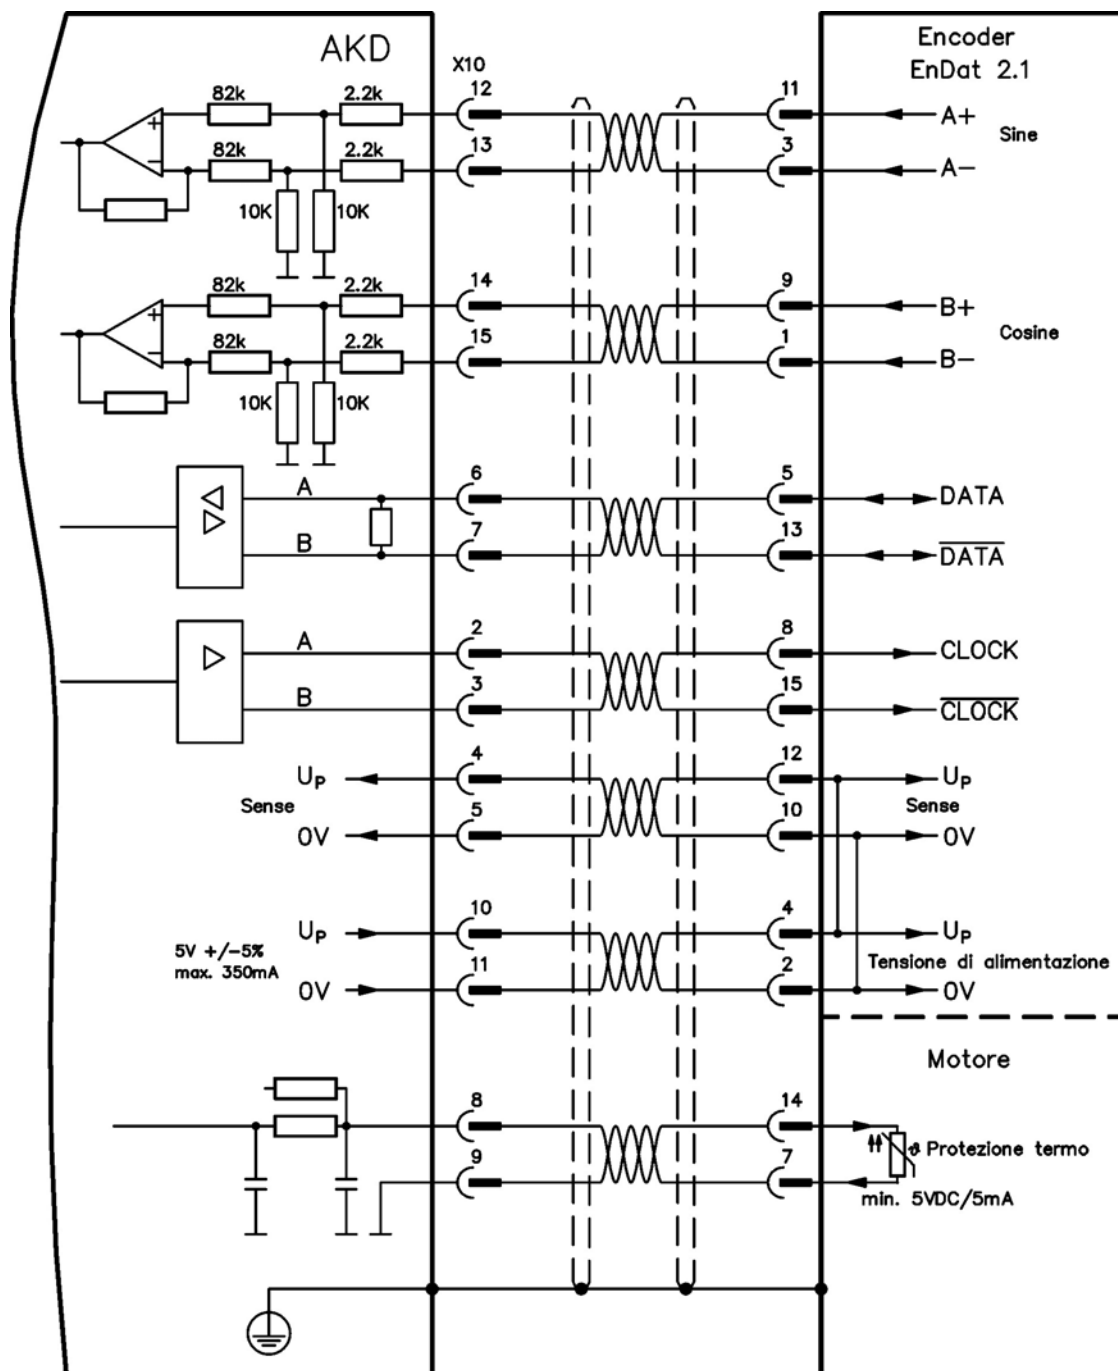 AKD
X10
Encoder
EnDat 2.1
82k
2.2k
12
11
A+
Sine
82k
2.2k
13
3
A−
10K
10K
82k
2.2k
14
9
B+
Cosine
82k
2.2k
15
1
B−
10K
10K
A
6
5
DATA
B
7
13
DATA
A
2
8
CLOCK
B
3
15
CLOCK
UP
4
12
UP
Sense
Sense
0V
5
10
0V
UP
10
4
UP
5V +/−5%
max. 350mA
Tensione di alimentazione
0V
11
2
0V
Motore
8
14
ϑ Protezione termo
9
7
min. 5VDC/5mA